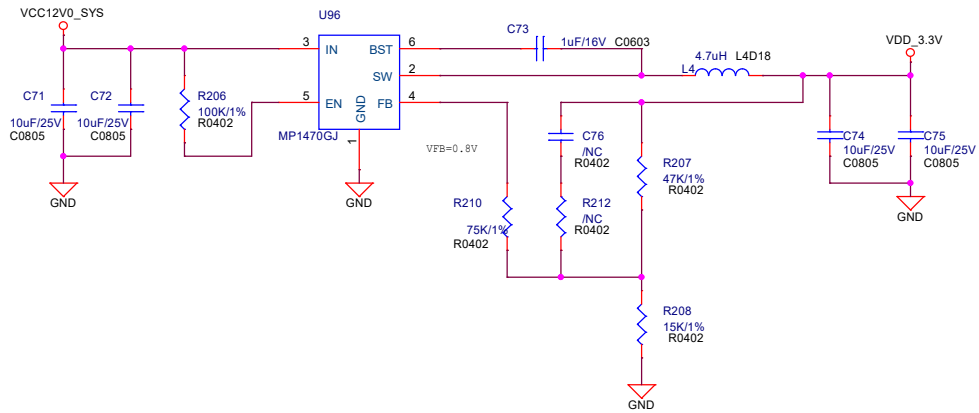 VCC12V0_SYS
U96
C73
1uF/16V C0603
VDD_3.3V
3 IN
BST 6
SW 2
L4
4.7uH L4D18
5 EN
FB 4
GND
1
MP1470GJ
VFB=0.8V
C71
10uF/25V
C0805
C72
10uF/25V
C0805
R206
100K/1%
R0402
C76
/NC
R0402
R207
47K/1%
R0402
C74
10uF/25V
C0805
C75
10uF/25V
C0805
GND
GND
GND
R210
75K/1%
R0402
R212
/NC
R0402
R208
15K/1%
R0402
GND